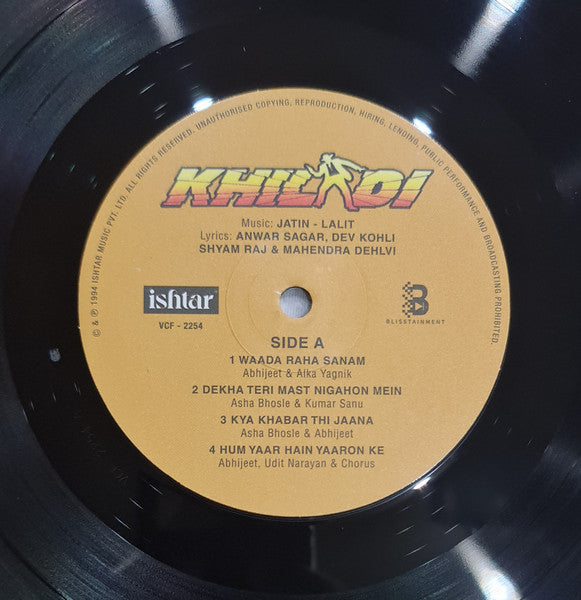 © & ℗ 1994 ISHTAR MUSIC PVT. LTD. ALL RIGHTS RESERVED. UNAUTHORISED COPYING, REPRODUCTION, HIRING, LENDING, PUBLIC PERFORMANCE AND BROADCASTING PROHIBITED.
KHILADI
Music: JATIN - LALIT
Lyrics: ANWAR SAGAR, DEV KOHLI
SHYAM RAJ & MAHENDRA DEHLVI
ishtar
VCF - 2254
B
BLISSTAINMENT
SIDE A
1 WAADA RAHA SANAM
Abhijeet & Alka Yagnik
2 DEKHA TERI MAST NIGAHON MEIN
Asha Bhosle & Kumar Sanu
3 KYA KHABAR THI JAANA
Asha Bhosle & Abhijeet
4 HUM YAAR HAIN YAARON KE
Abhijeet, Udit Narayan & Chorus